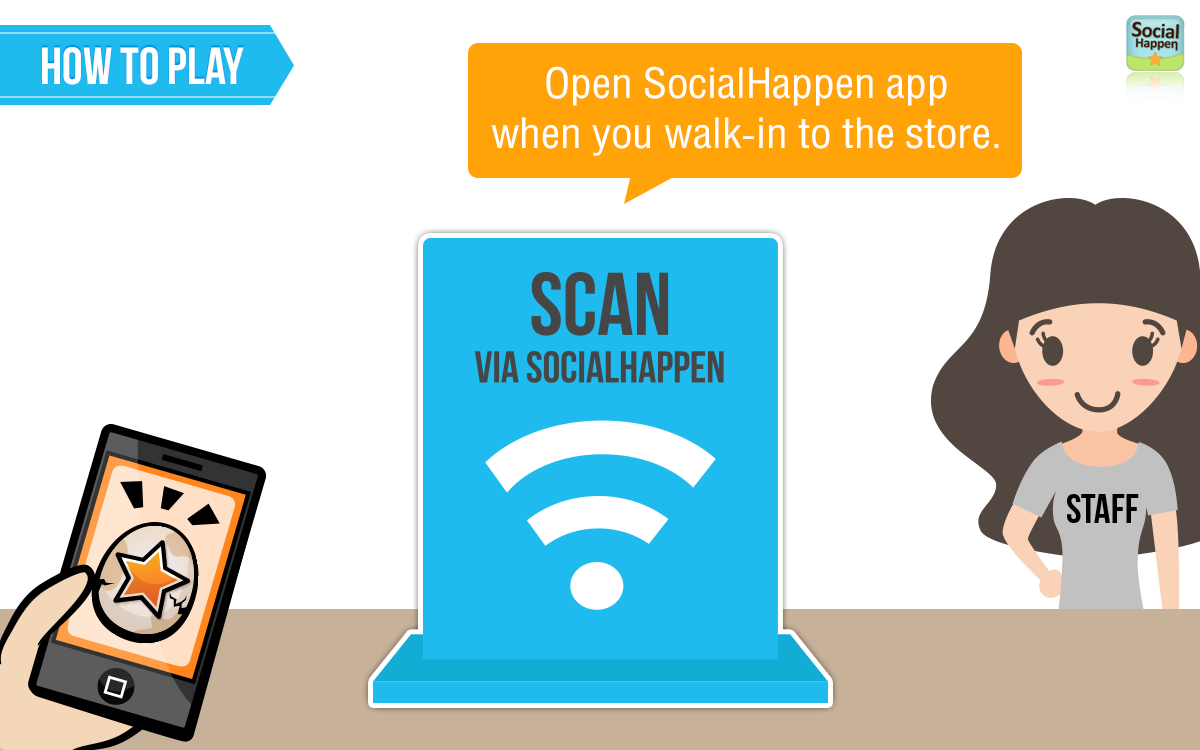 HOW TO PLAY
Social
Happen
Open SocialHappen app
when you walk-in to the store.
SCAN
VIA SOCIALHAPPEN
STAFF